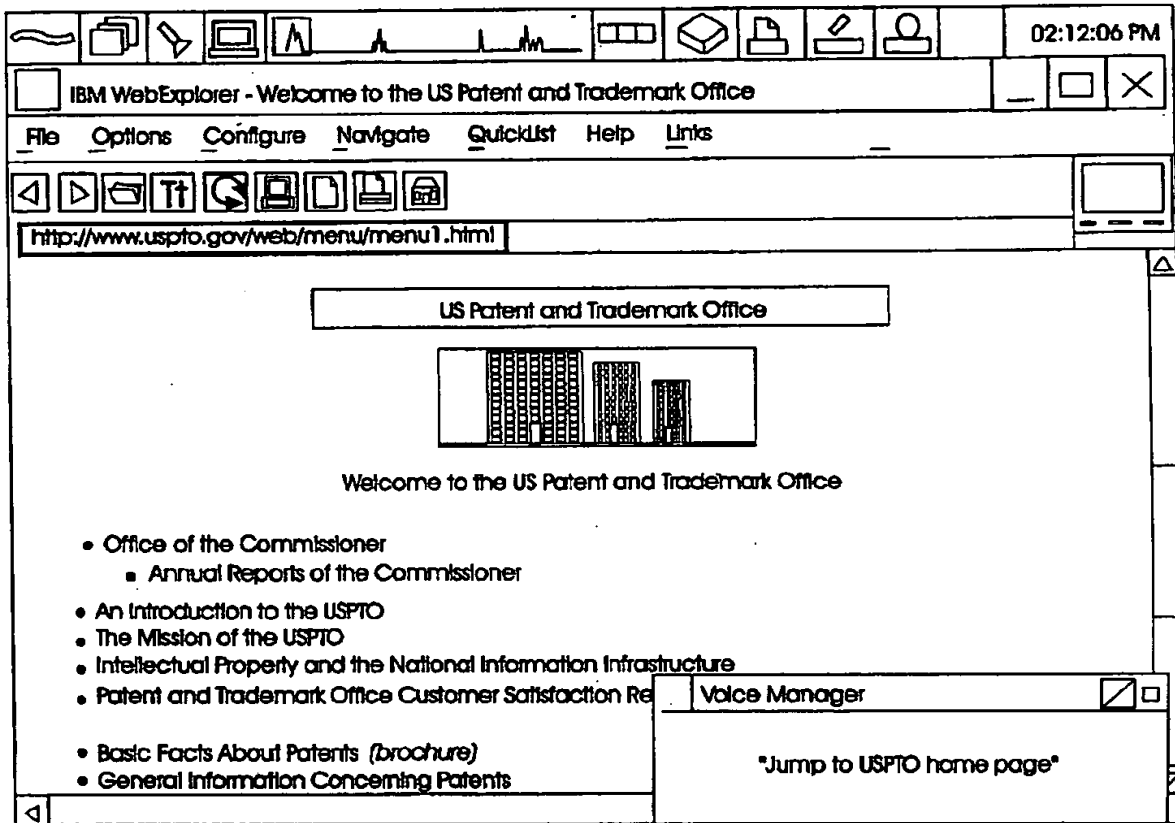 02:12:06 PM
IBM WebExplorer - Welcome to the US Patent and Trademark Office
File Options Configure Navigate QuickList Help Links
Tt
http://www.uspto.gov/web/menu/menu1.html
US Patent and Trademark Office
Welcome to the US Patent and Trademark Office
• Office of the Commissioner
▪ Annual Reports of the Commissioner
• An Introduction to the USPTO
• The Mission of the USPTO
• Intellectual Property and the National Information Infrastructure
• Patent and Trademark Office Customer Satisfaction Re
Voice Manager
• Basic Facts About Patents (brochure)
"Jump to USPTO home page"
• General Information Concerning Patents